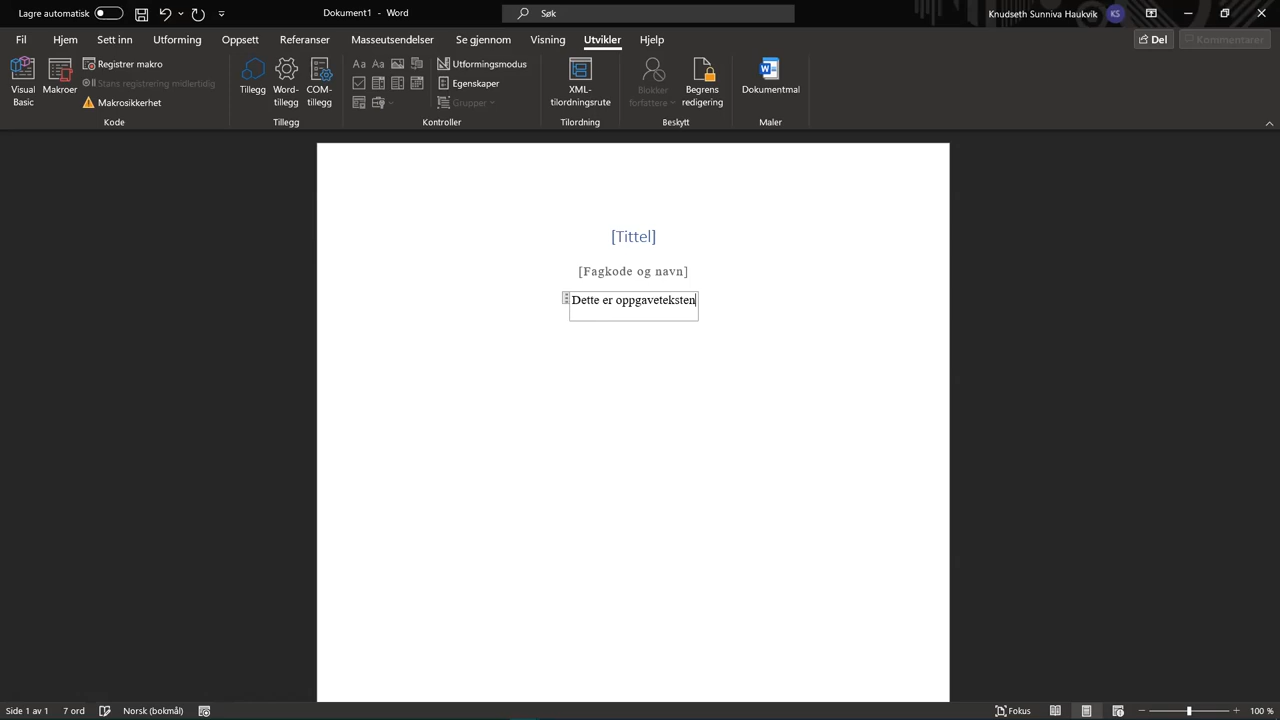 Lagre automatisk
Dokument1 - Word
Søk
Knudseth Sunniva Haukvik
KS
Fil
Hjem
Sett inn
Utforming
Oppsett
Referanser
Masseutsendelser
Se gjennom
Visning
Utvikler
Hjelp
Del
Kommentarer
Visual
Basic
Makroer
Registrer makro
Stans registrering midlertidig
Makrosikkerhet
Kode
Tillegg
Word-
tillegg
COM-
tillegg
Tillegg
Aa
Aa
Utformingsmodus
Egenskaper
Grupper
Kontroller
XML-
tilordningsrute
Tilordning
Blokker
forfattere
Begrens
redigering
Beskytt
Dokumentmal
Maler
[Tittel]
[Fagkode og navn]
Dette er oppgaveteksten
Side 1 av 1
7 ord
Norsk (bokmål)
Fokus
100 %